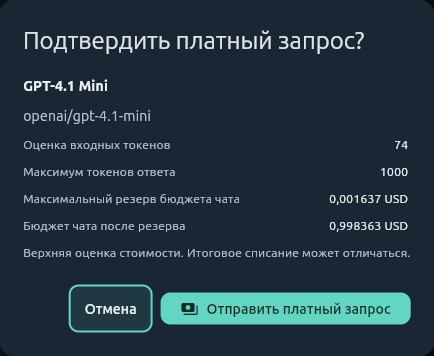 Подтвердить платный запрос?
GPT-4.1 Mini
openai/gpt-4.1-mini
Оценка входных токенов 74
Максимум токенов ответа 1000
Максимальный резерв бюджета чата 0,001637 USD
Бюджет чата после резерва 0,998363 USD
Верхняя оценка стоимости. Итоговое списание может отличаться.
Отмена Отправить платный запрос